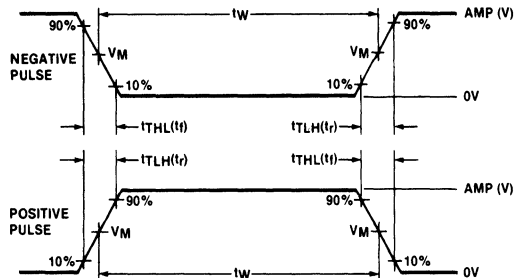 tW
AMP (V)
90%
90%
NEGATIVE
PULSE
VM
VM
10%
10%
0V
tTHL(tf)
tTLH(tr)
tTLH(tr)
tTHL(tf)
AMP (V)
90%
90%
POSITIVE
PULSE
VM
VM
10%
10%
0V
tW